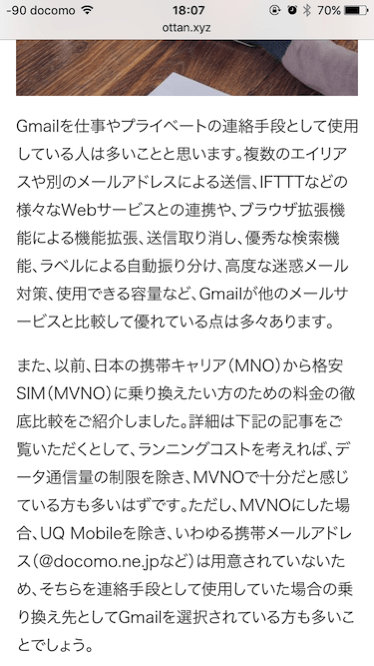 -90 docomo 18:07 70%
ottan.xyz
Gmailを仕事やプライベートの連絡手段として使用
している人は多いことと思います。複数のエイリア
スや別のメールアドレスによる送信、IFTTTなどの
様々なWebサービスとの連携や、ブラウザ拡張機
能による機能拡張、送信取り消し、優秀な検索機
能、ラベルによる自動振り分け、高度な迷惑メール
対策、使用できる容量など、Gmailが他のメールサ
ービスと比較して優れている点は多々あります。
また、以前、日本の携帯キャリア（MNO）から格安
SIM（MVNO）に乗り換えたい方のための料金の徹
底比較をご紹介しました。詳細は下記の記事をご
覧いただくとして、ランニングコストを考えれば、デ
ータ通信量の制限を除き、MVNOで十分だと感じ
ている方も多いはずです。ただし、MVNOにした場
合、UQ Mobileを除き、いわゆる携帯メールアドレ
ス（@docomo.ne.jpなど）は用意されていないた
め、そちらを連絡手段として使用していた場合の乗
り換え先としてGmailを選択されている方も多いこ
とでしょう。